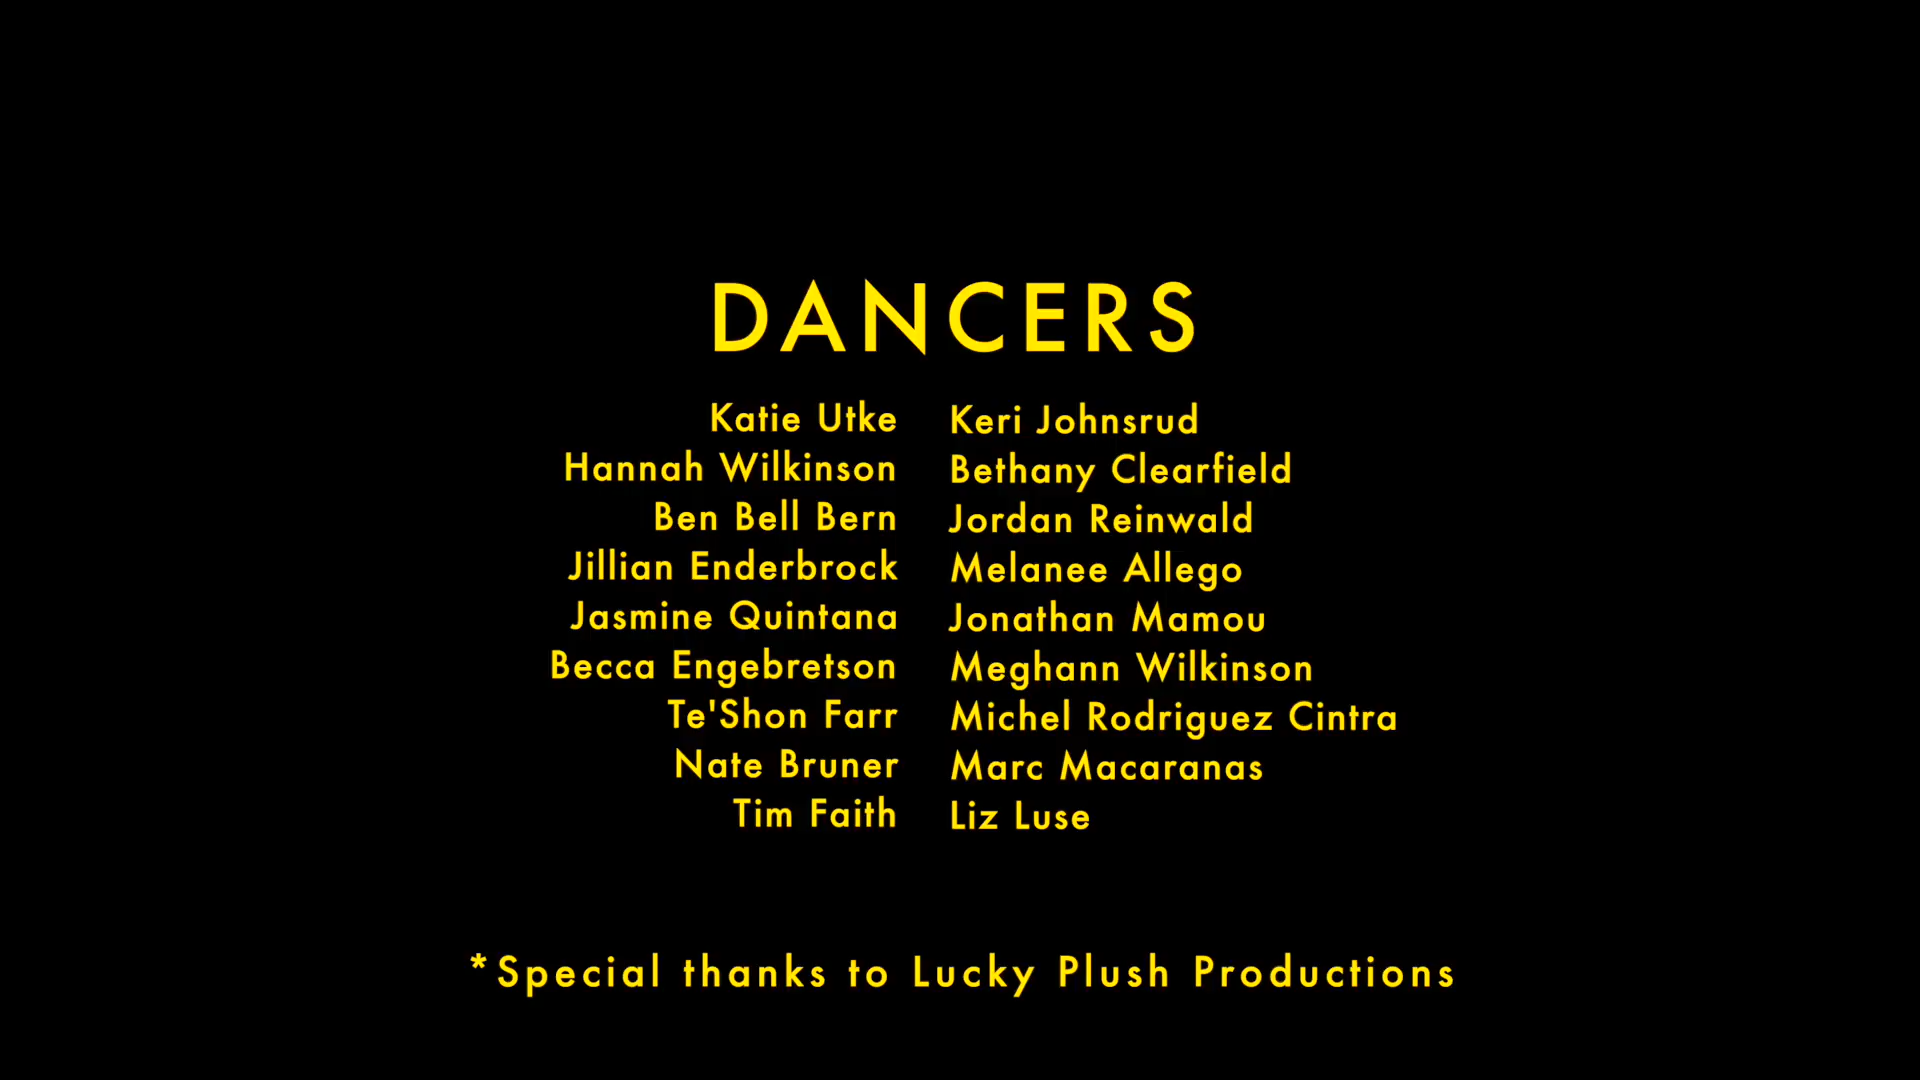 DANCERS
Katie Utke Keri Johnsrud
Hannah Wilkinson Bethany Clearfield
Ben Bell Bern Jordan Reinwald
Jillian Enderbrock Melanee Allego
Jasmine Quintana Jonathan Mamou
Becca Engebretson Meghann Wilkinson
Te'Shon Farr Michel Rodriguez Cintra
Nate Bruner Marc Macaranas
Tim Faith Liz Luse
*Special thanks to Lucky Plush Productions